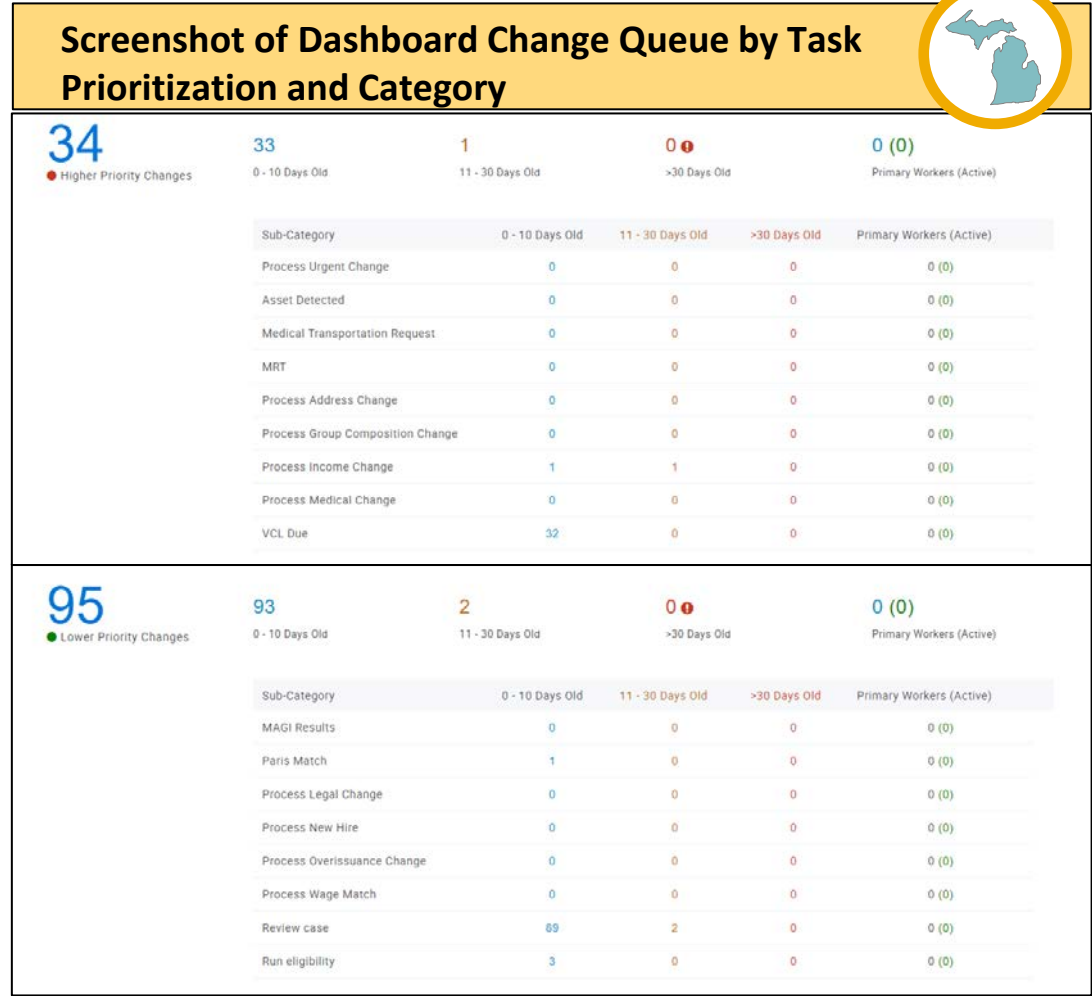 Screenshot of Dashboard Change Queue by Task
Prioritization and Category
34 33 1 0 0 (0)
Higher Priority Changes 0 - 10 Days Old 11 - 30 Days Old >30 Days Old Primary Workers (Active)
Sub-Category 0 - 10 Days Old 11 - 30 Days Old >30 Days Old Primary Workers (Active)
Process Urgent Change 0 0 0 0 (0)
Asset Detected 0 0 0 0 (0)
Medical Transportation Request 0 0 0 0 (0)
MRT 0 0 0 0 (0)
Process Address Change 0 0 0 0 (0)
Process Group Composition Change 0 0 0 0 (0)
Process Income Change 1 1 0 0 (0)
Process Medical Change 0 0 0 0 (0)
VCL Due 32 0 0 0 (0)
95 93 2 0 0 (0)
Lower Priority Changes 0 - 10 Days Old 11 - 30 Days Old >30 Days Old Primary Workers (Active)
Sub-Category 0 - 10 Days Old 11 - 30 Days Old >30 Days Old Primary Workers (Active)
MAGI Results 0 0 0 0 (0)
Paris Match 1 0 0 0 (0)
Process Legal Change 0 0 0 0 (0)
Process New Hire 0 0 0 0 (0)
Process Overissuance Change 0 0 0 0 (0)
Process Wage Match 0 0 0 0 (0)
Review case 89 2 0 0 (0)
Run eligibility 3 0 0 0 (0)